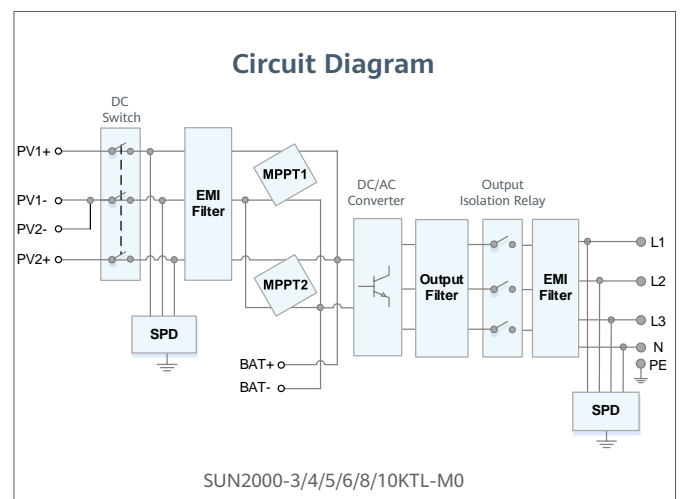 Circuit Diagram
DC
Switch
PV1+
PV1-
PV2-
PV2+
EMI
Filter
MPPT1
MPPT2
DC/AC
Converter
Output
Isolation Relay
Output
Filter
EMI
Filter
L1
L2
L3
N
PE
SPD
BAT+
BAT-
SPD
SUN2000-3/4/5/6/8/10KTL-M0